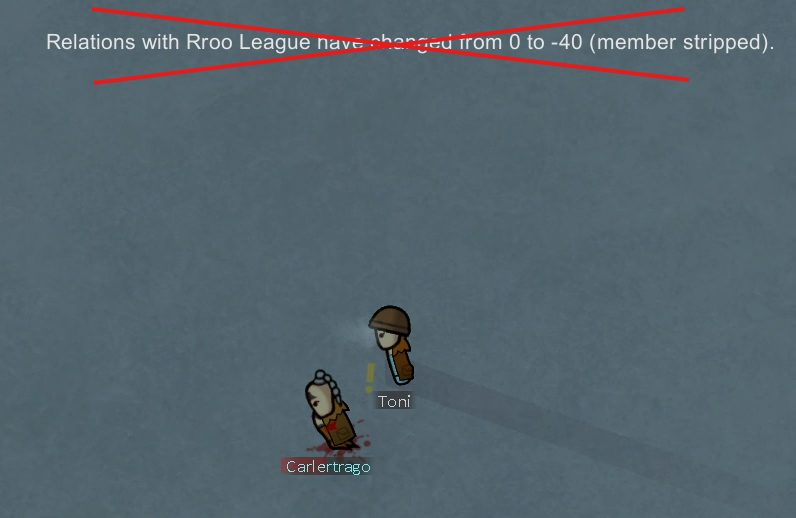 Relations with Rroo League have changed from 0 to -40 (member stripped).
!
Toni
Carlertrago